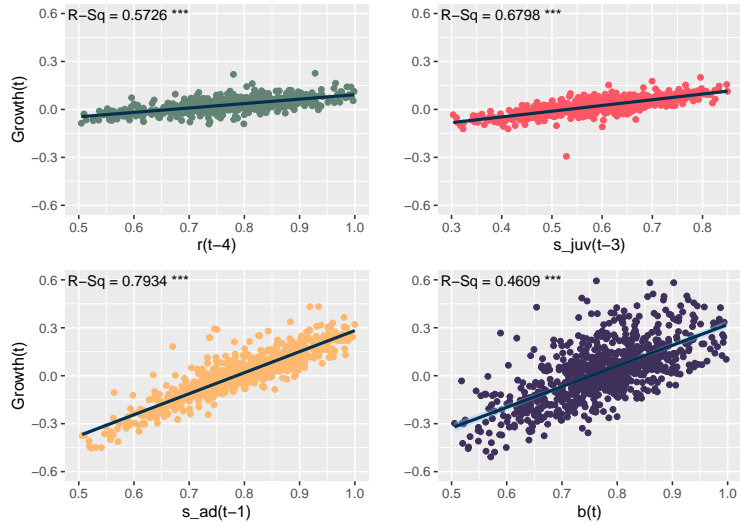 R−Sq = 0.5726 ***
0.6
0.3
0.0
−0.3
−0.6
Growth(t)
0.5 0.6 0.7 0.8 0.9 1.0
r(t−4)
R−Sq = 0.6798 ***
0.6
0.3
0.0
−0.3
−0.6
0.3 0.4 0.5 0.6 0.7 0.8
s_juv(t−3)
R−Sq = 0.7934 ***
0.6
0.3
0.0
−0.3
−0.6
Growth(t)
0.5 0.6 0.7 0.8 0.9 1.0
s_ad(t−1)
R−Sq = 0.4609 ***
0.6
0.3
0.0
−0.3
−0.6
0.5 0.6 0.7 0.8 0.9 1.0
b(t)